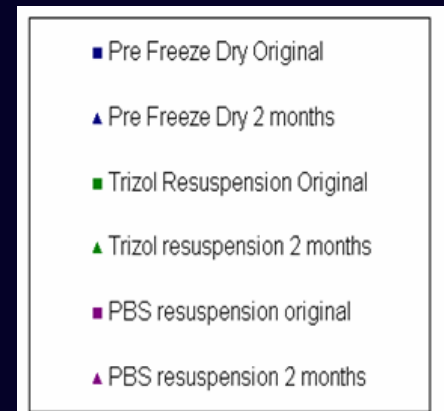 Pre Freeze Dry Original
Pre Freeze Dry 2 months
Trizol Resuspension Original
Trizol resuspension 2 months
PBS resuspension original
PBS resuspension 2 months